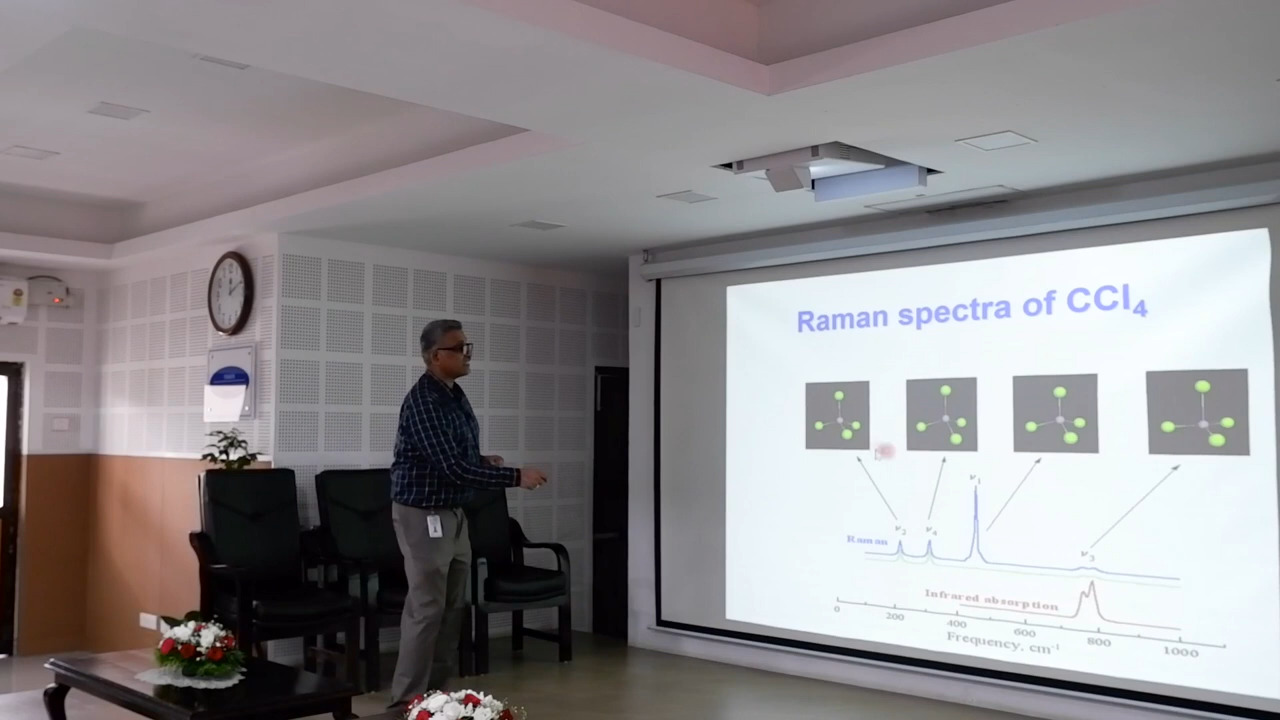 Raman spectra of CCl₄
ν₁
ν₂ ν₄
Raman
ν₃
Infrared absorption
0 200 400 600 800 1000
Frequency, cm⁻¹